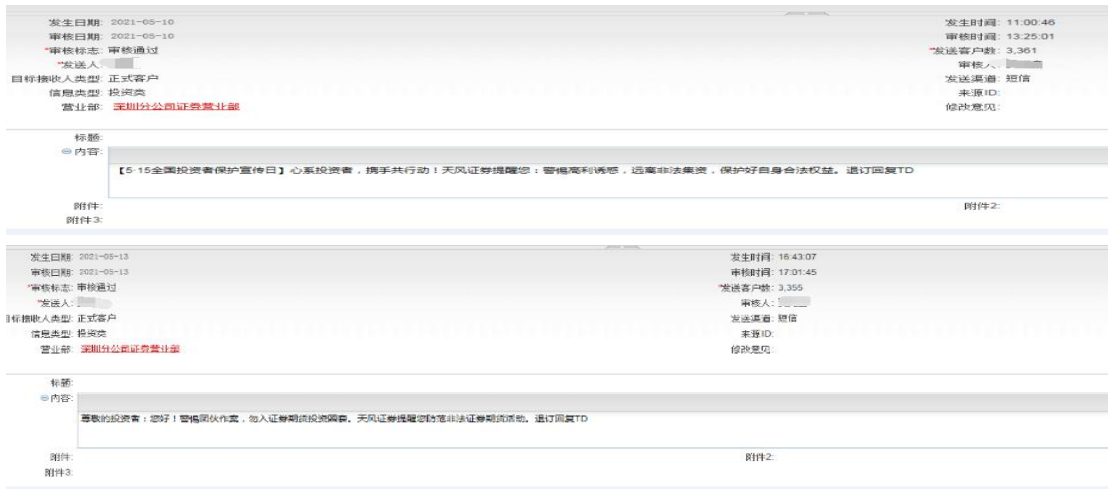 发生日期: 2021-05-10 发生时间: 11:00:46
审核日期: 2021-05-10 审核时间: 13:25:01
*审核标志: 审核通过 *发送客户数: 3,361
*发送人: 审核人:
目标接收人类型: 正式客户 发送渠道: 短信
信息类型: 投资类 来源ID:
营业部: 深圳分公司证券营业部 修改意见:
标题:
内容:
【5·15全国投资者保护宣传日】心系投资者，携手共行动！天风证券提醒您：警惕高利诱惑，远离非法集资，保护好自身合法权益。退订回复TD
附件: 附件2:
附件3:
发生日期: 2021-05-13 发生时间: 16:43:07
审核日期: 2021-05-13 审核时间: 17:01:45
*审核标志: 审核通过 *发送客户数: 3,355
*发送人: 审核人:
目标接收人类型: 正式客户 发送渠道: 短信
信息类型: 投资类 来源ID:
营业部: 深圳分公司证券营业部 修改意见:
标题:
内容:
尊敬的投资者：您好！警惕团伙作案，勿入证券期货投资圈套。天风证券提醒您防范非法证券期货活动。退订回复TD
附件: 附件2:
附件3: